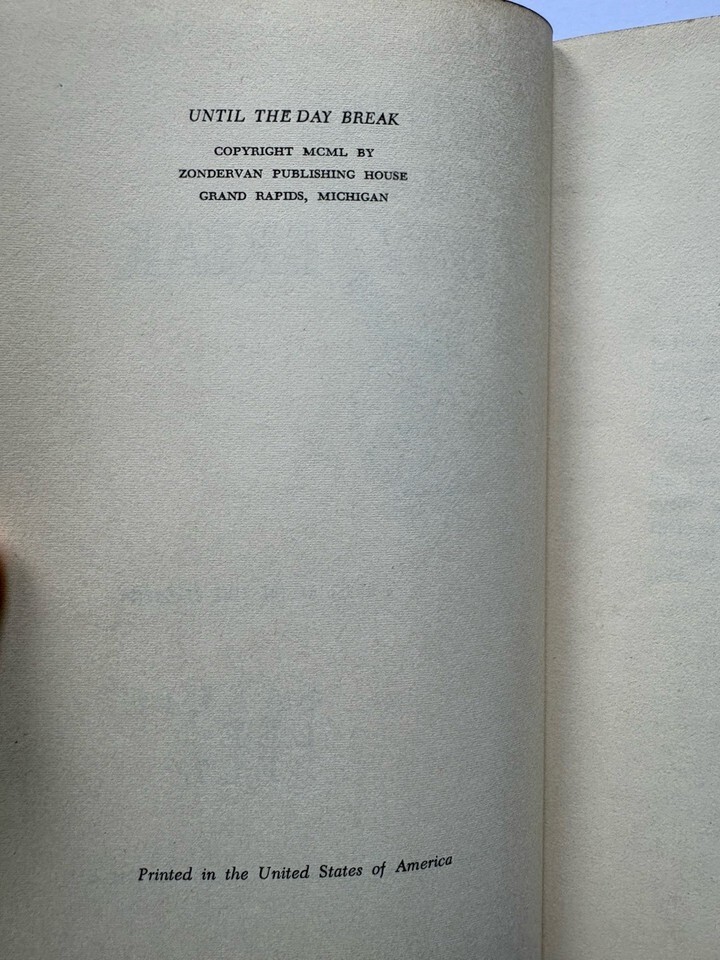 UNTIL THE DAY BREAK
COPYRIGHT MCML BY
ZONDERVAN PUBLISHING HOUSE
GRAND RAPIDS, MICHIGAN
Printed in the United States of America